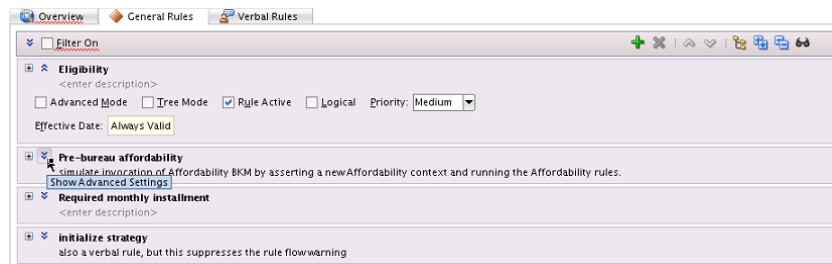 Overview General Rules Verbal Rules
Filter On
Eligibility
<enter description>
Advanced Mode Tree Mode Rule Active Logical Priority: Medium
Effective Date: Always Valid
Pre-bureau affordability
simulate invocation of Affordability BKM by asserting a new Affordability context and running the Affordability rules.
Show Advanced Settings
Required monthly installment
<enter description>
initialize strategy
also a verbal rule, but this suppresses the rule flow warning